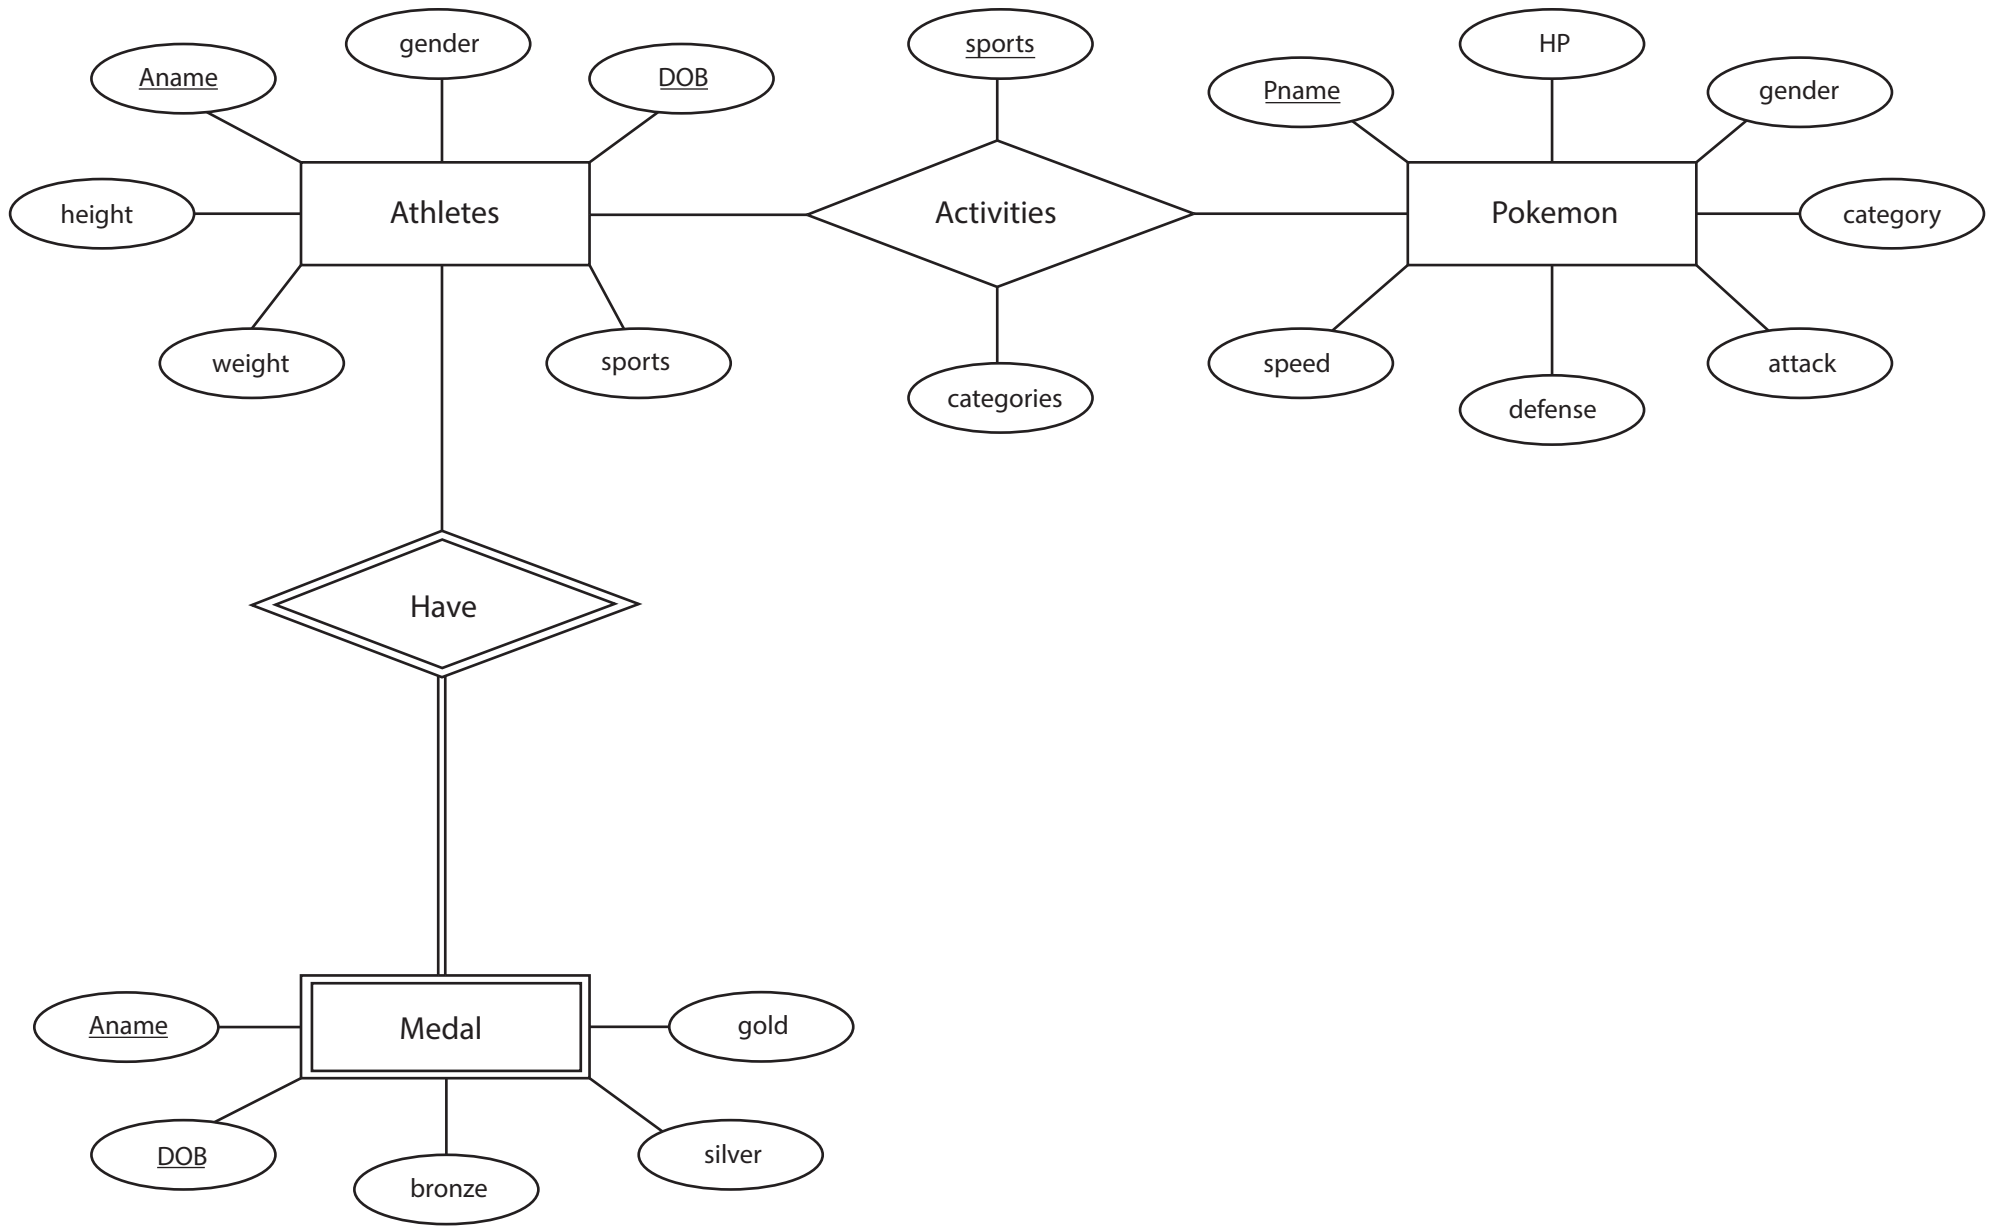 gender
sports
HP
Aname
DOB
Pname
gender
height
Athletes
Activities
Pokemon
category
weight
sports
categories
speed
defense
attack
Have
Aname
Medal
gold
DOB
bronze
silver